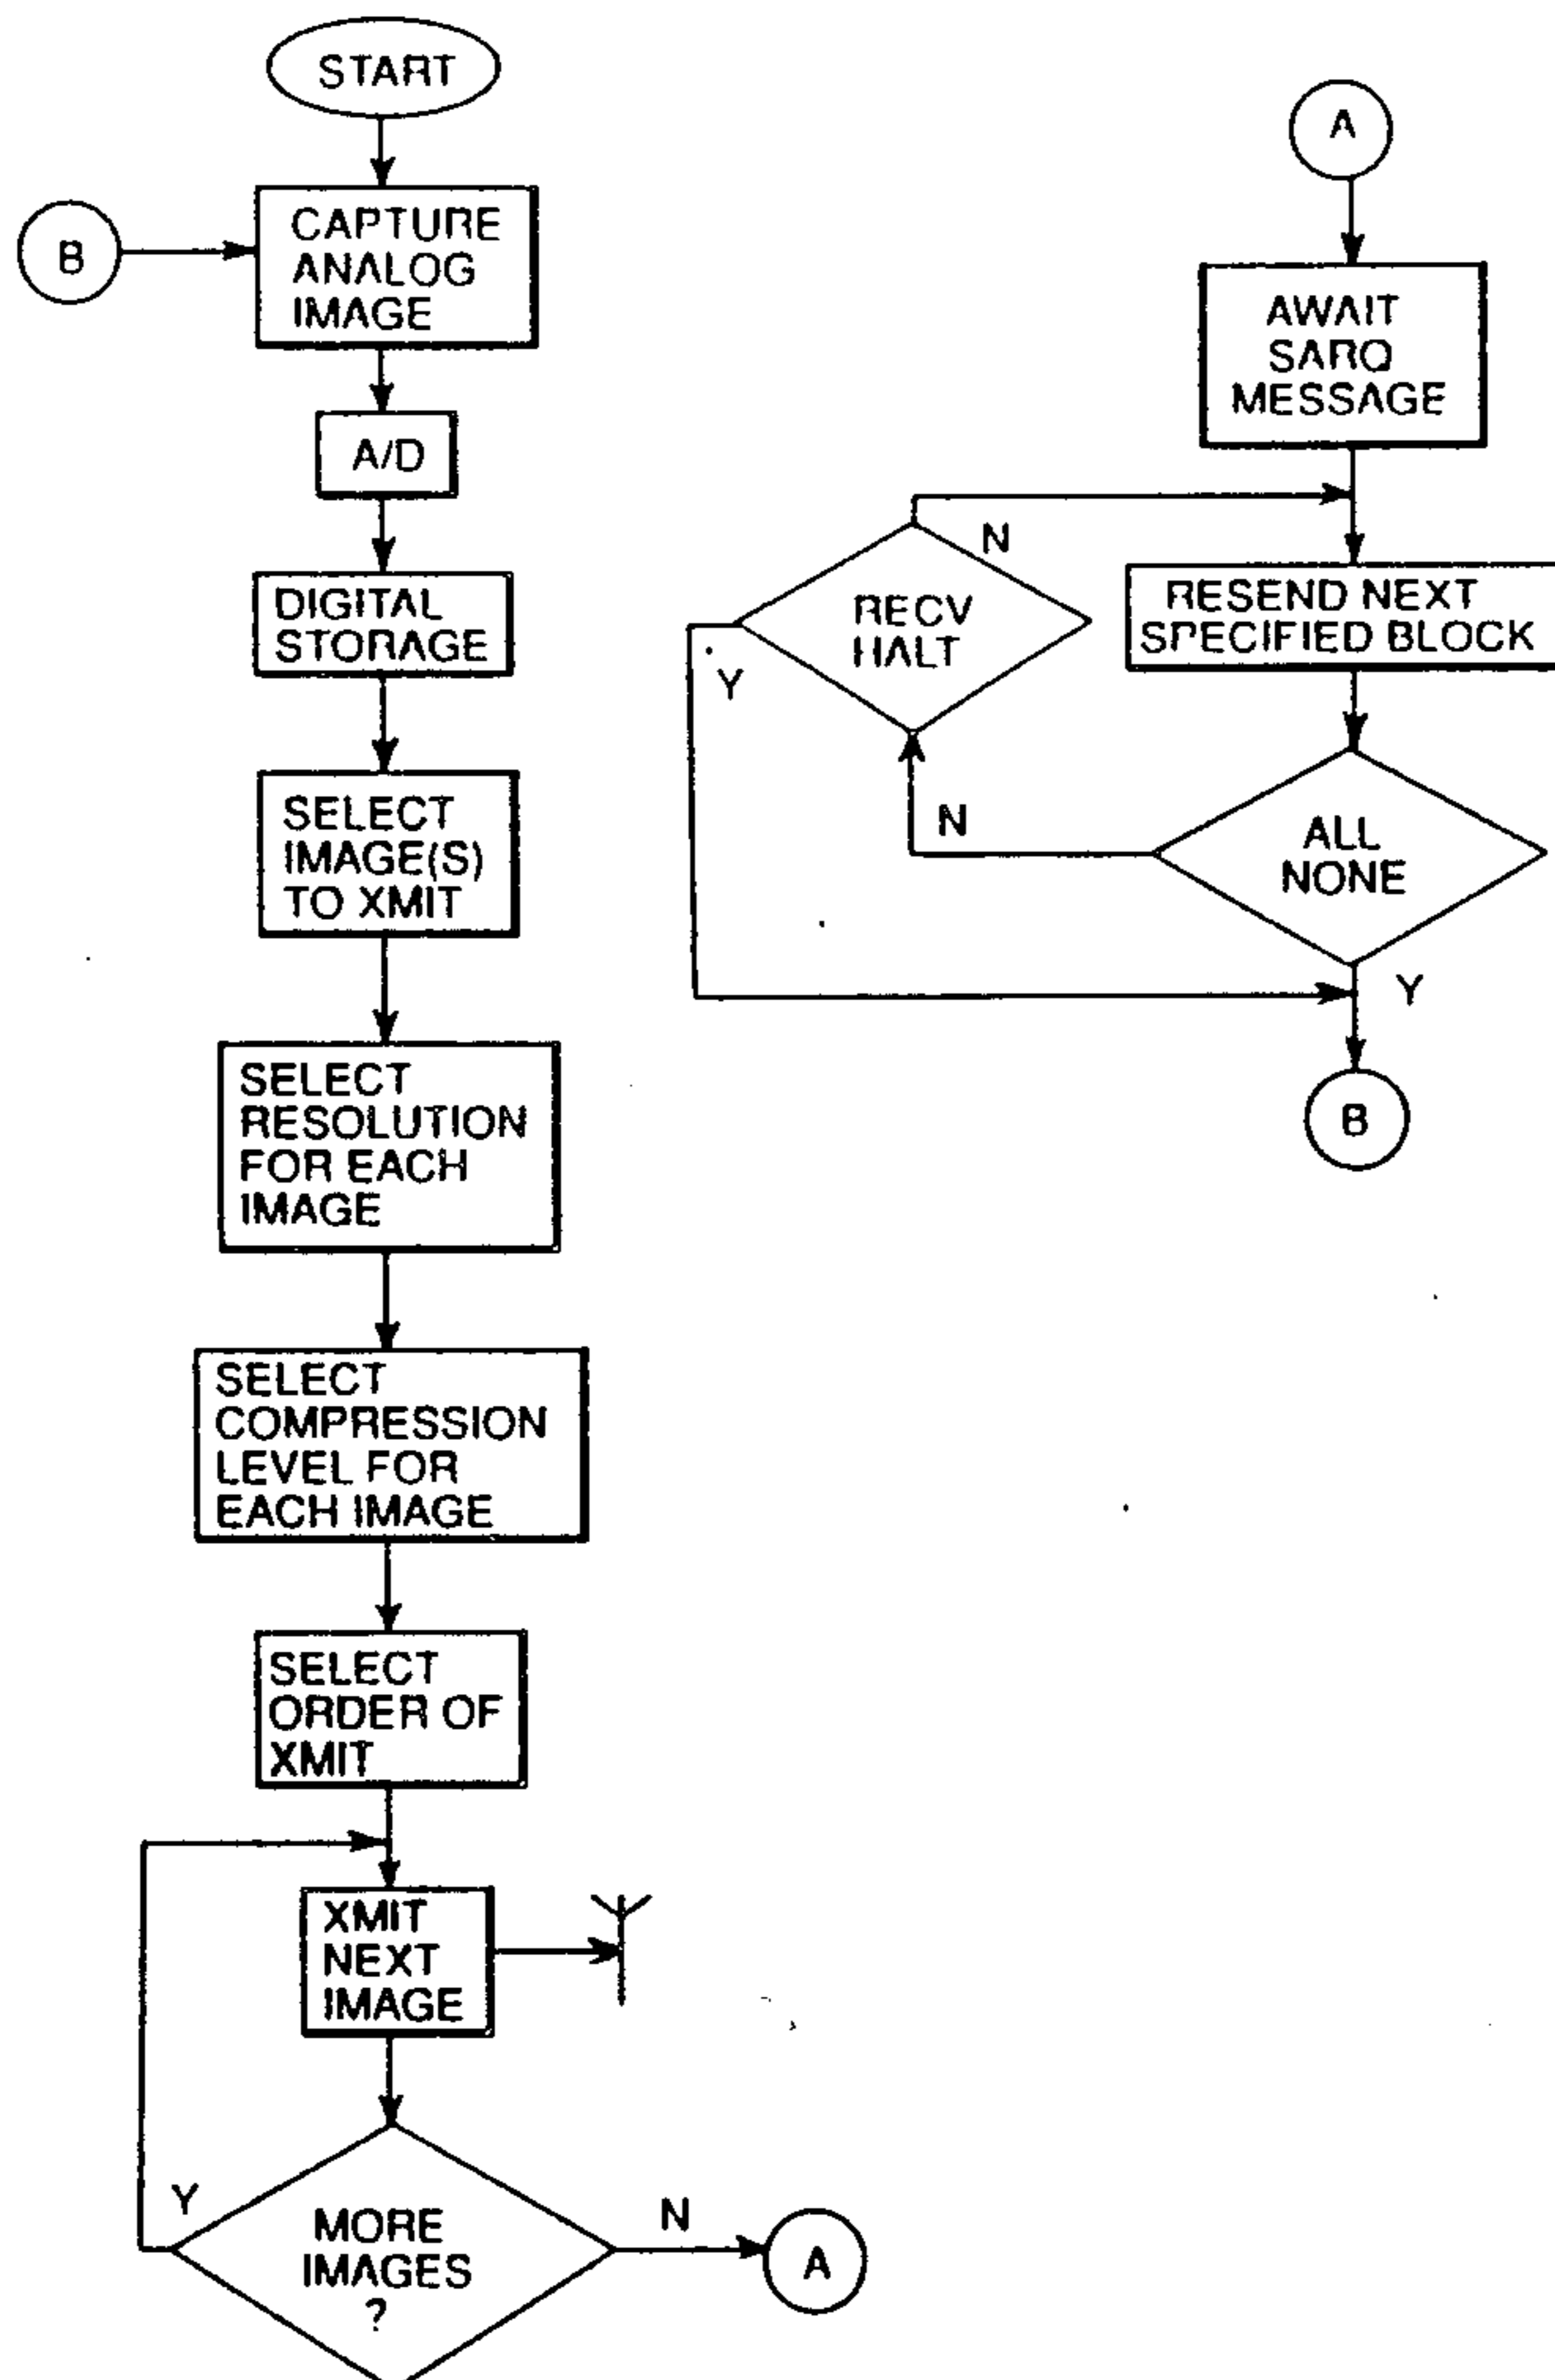 START
B
CAPTURE
ANALOG
IMAGE
A/D
DIGITAL
STORAGE
SELECT
IMAGE(S)
TO XMIT
SELECT
RESOLUTION
FOR EACH
IMAGE
SELECT
COMPRESSION
LEVEL FOR
EACH IMAGE
SELECT
ORDER OF
XMIT
XMIT
NEXT
IMAGE
Y
MORE
IMAGES
?
N
A
A
AWAIT
SARQ
MESSAGE
N
RECV
HALT
Y
RESEND NEXT
SPECIFIED BLOCK
N
ALL
NONE
Y
B